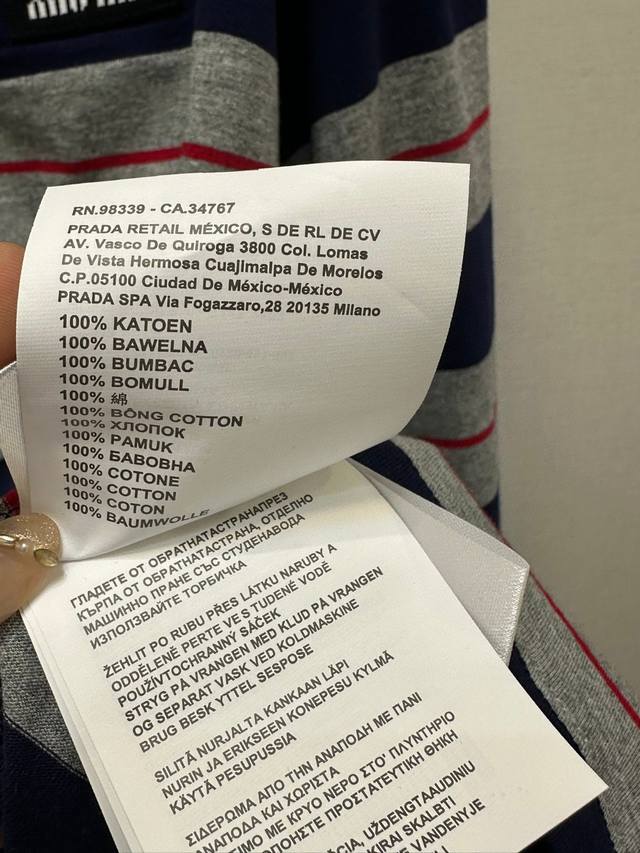 RN.98339 - CA.34767
PRADA RETAIL MÉXICO, S DE RL DE CV
AV. Vasco De Quiroga 3800 Col. Lomas
De Vista Hermosa Cuajimalpa De Morelos
C.P.05100 Ciudad De México-México
PRADA SPA Via Fogazzaro,28 20135 Milano
100% KATOEN
100% BAWELNA
100% BUMBAC
100% BOMULL
100% 綿
100% BÔNG COTTON
100% ХЛОПОК
100% PAMUK
100% БАВОВНА
100% COTONE
100% COTTON
100% COTON
100% BAUMWOLLE
ГЛАДЕТЕ ОТ ОБРАТНАТАСТРАНАПРЕЗ
КЪРПА ОТ ОБРАТНАТАСТРАНА, ОТДЕЛНО
МАШИННО ПРАНЕ СЪС СТУДЕНАВОДА
ИЗПОЛЗВАЙТЕ ТОРБИЧКА
ŽEHLIT PO RUBU PŘES LÁTKU NARUBY A
ODDĚLENĚ PERTE VE S TUDENÉ VODĚ
POUŽÍVTOCHRANNÝ SÁČEK
STRYG PÅ VRANGEN MED KLUD PÅ VRANGEN
OG SEPARAT VASK VED KOLDMASKINE
BRUG BESK YTTEL SESPOSE
SILITÄ NURJALTA KANKAAN LÄPI
NURIN JA ERIKSEEN KONEPESU KYLMÄ
KÄYTÄ PESUPUSSIA
ΣΙΔΕΡΩΜΑ ΑΠΟ ΤΗΝ ΑΝΑΠΟΔΗ ΜΕ ΠΑΝΙ
ΑΝΑΠΟΔΑ ΚΑΙ ΧΩΡΙΣΤΑ
ΣΙΜΟ ΜΕ ΚΡΥΟ ΝΕΡΟ ΣΤΟ' ΠΛΥΝΤΗΡΙΟ
ΠΟΙΗΣΤΕ ΠΡΟΣΤΑΤΕΥΤΙΚΗ ΘΗΚΗ
UŽDENGTAAUDINIU
KIRAI SKALBTI
VANDENYJE